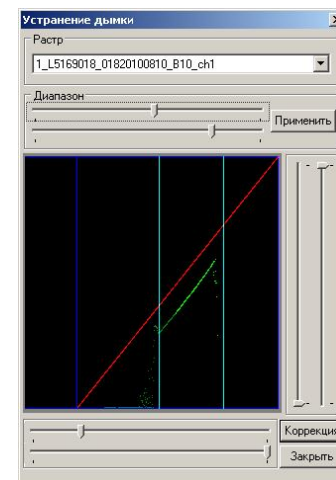 Устранение дымки
Растр
1_L5169018_01820100810_B10_ch1
Диапазон
Применить
Коррекция
Закрыть